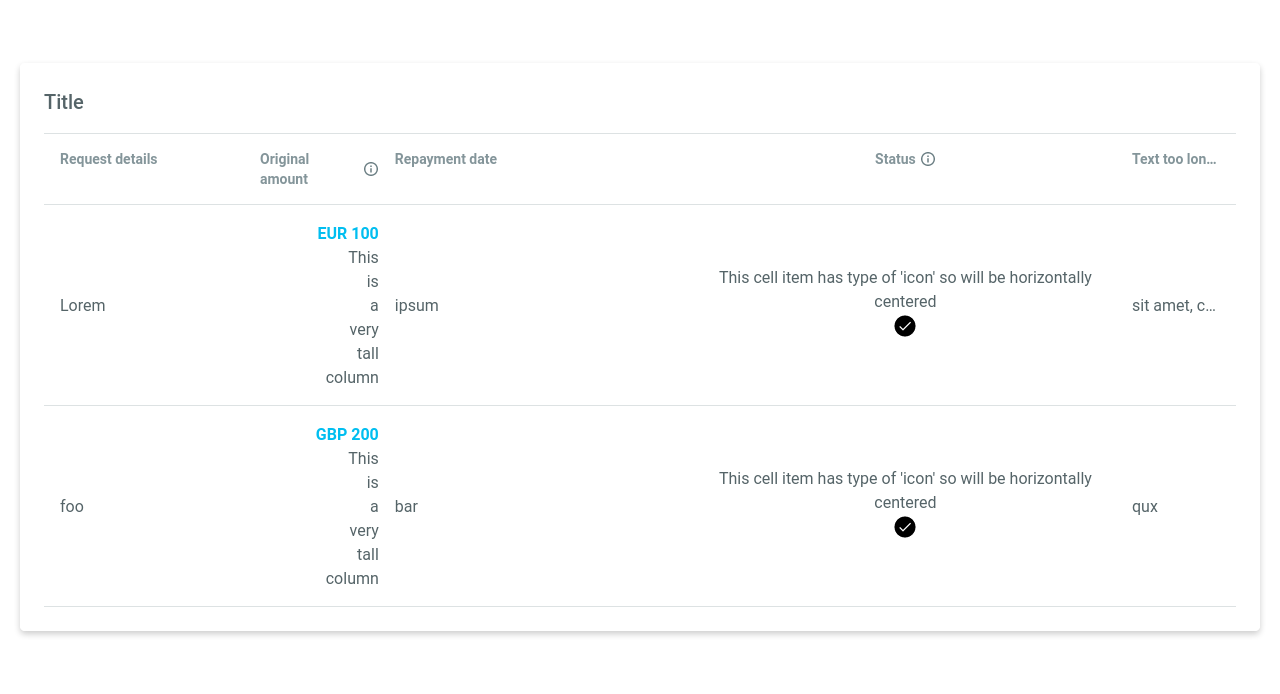 Title
Request details
Original
amount
Repayment date
Status
Text too lon...
Lorem
EUR 100
This
is
a
very
tall
column
ipsum
This cell item has type of 'icon' so will be horizontally
centered
sit amet, c...
foo
GBP 200
This
is
a
very
tall
column
bar
This cell item has type of 'icon' so will be horizontally
centered
qux